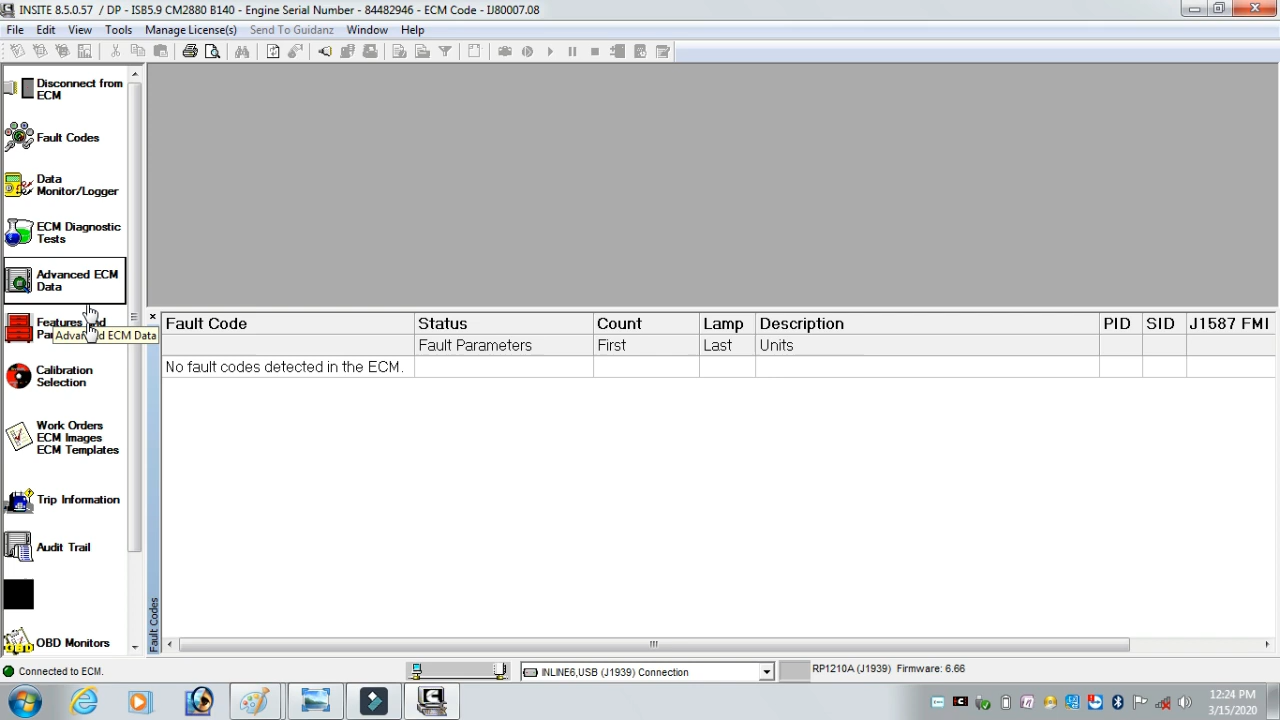 INSITE 8.5.0.57 / DP - ISB5.9 CM2880 B140 - Engine Serial Number - 84482946 - ECM Code - IJ80007.08
File Edit View Tools Manage License(s) Send To Guidanz Window Help
Disconnect from
ECM
Fault Codes
Data
Monitor/Logger
ECM Diagnostic
Tests
Advanced ECM
Data
Features and
Advanced ECM Data
Calibration
Selection
Work Orders
ECM Images
ECM Templates
Trip Information
Audit Trail
OBD Monitors
Fault Code Status Count Lamp Description PID SID J1587 FMI
Fault Parameters First Last Units
No fault codes detected in the ECM.
Fault Codes
Connected to ECM.
INLINE6,USB (J1939) Connection
RP1210A (J1939) Firmware: 6.66
12:24 PM
3/15/2020